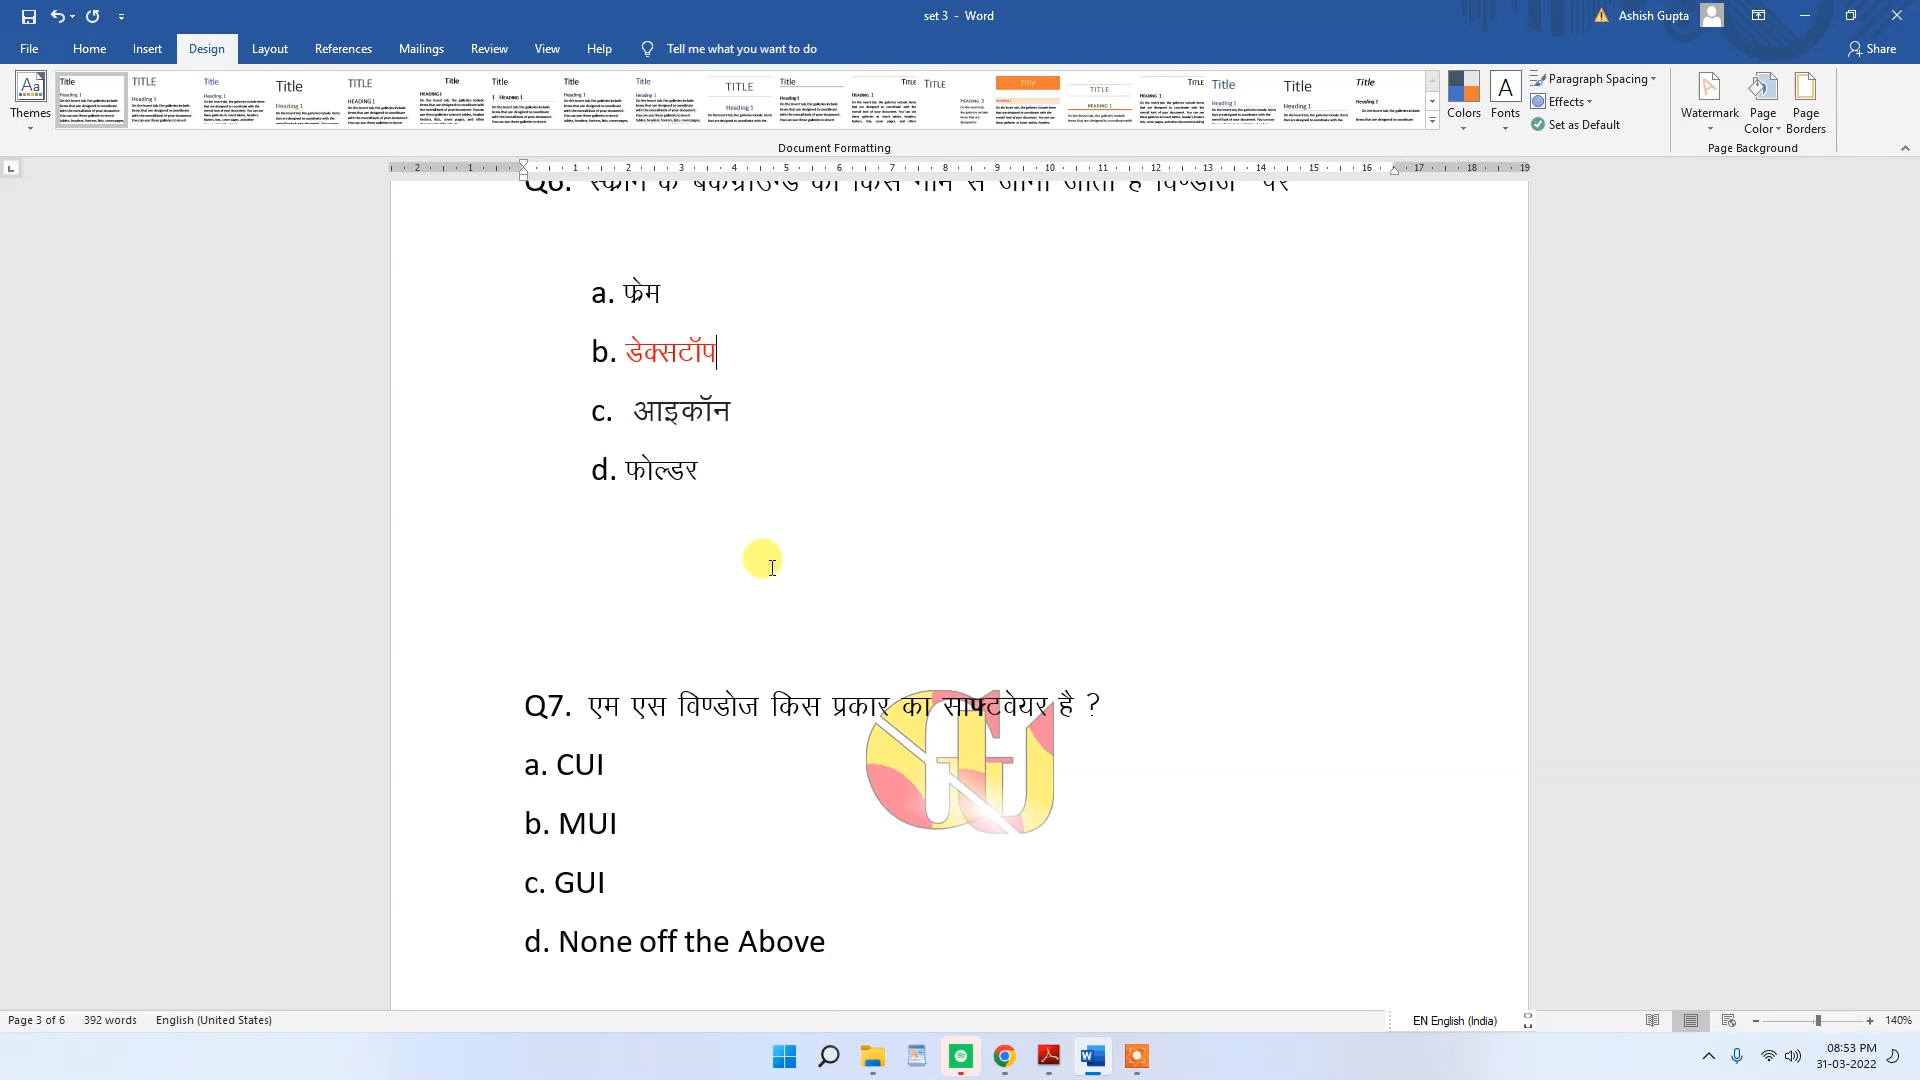 set 3 - Word
Ashish Gupta
File Home Insert Design Layout References Mailings Review View Help Tell me what you want to do Share
Themes
Colors
Fonts
Paragraph Spacing
Effects
Set as Default
Watermark
Page Color
Page Borders
Document Formatting
Page Background
Q6. स्क्रीन के बैकग्राउण्ड को किस नाम से जाना जाता है विण्डोज पर
a. फ्रेम
b. डेक्सटॉप
c. आइकॉन
d. फोल्डर
Q7. एम एस विण्डोज किस प्रकार का साफ्टवेयर है ?
a. CUI
b. MUI
c. GUI
d. None off the Above
Page 3 of 6 392 words English (United States) EN English (India) 140%
08:53 PM
31-03-2022